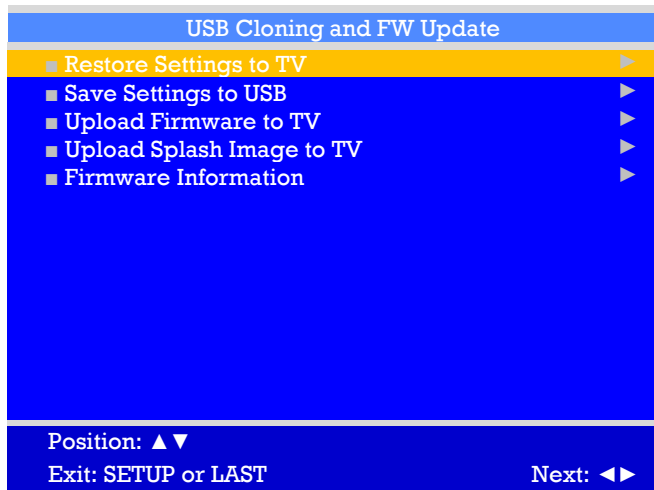 USB Cloning and FW Update
■ Restore Settings to TV ►
■ Save Settings to USB ►
■ Upload Firmware to TV ►
■ Upload Splash Image to TV ►
■ Firmware Information ►
Position: ▲▼
Exit: SETUP or LAST Next: ◄►